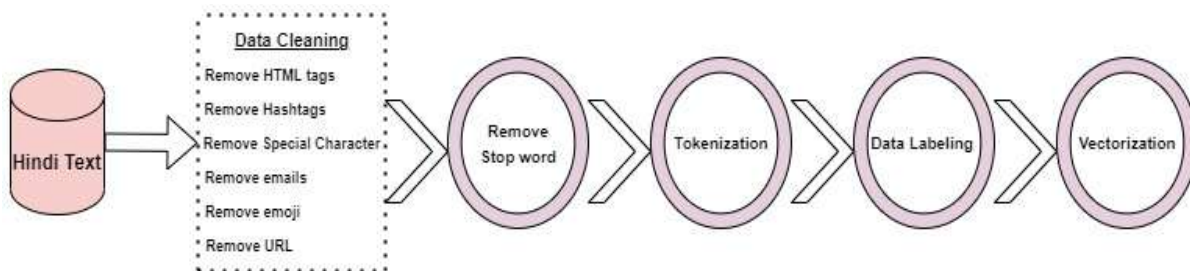 Hindi Text
Data Cleaning
Remove HTML tags
Remove Hashtags
Remove Special Character
Remove emails
Remove emoji
Remove URL
Remove
Stop word
Tokenization
Data Labeling
Vectorization